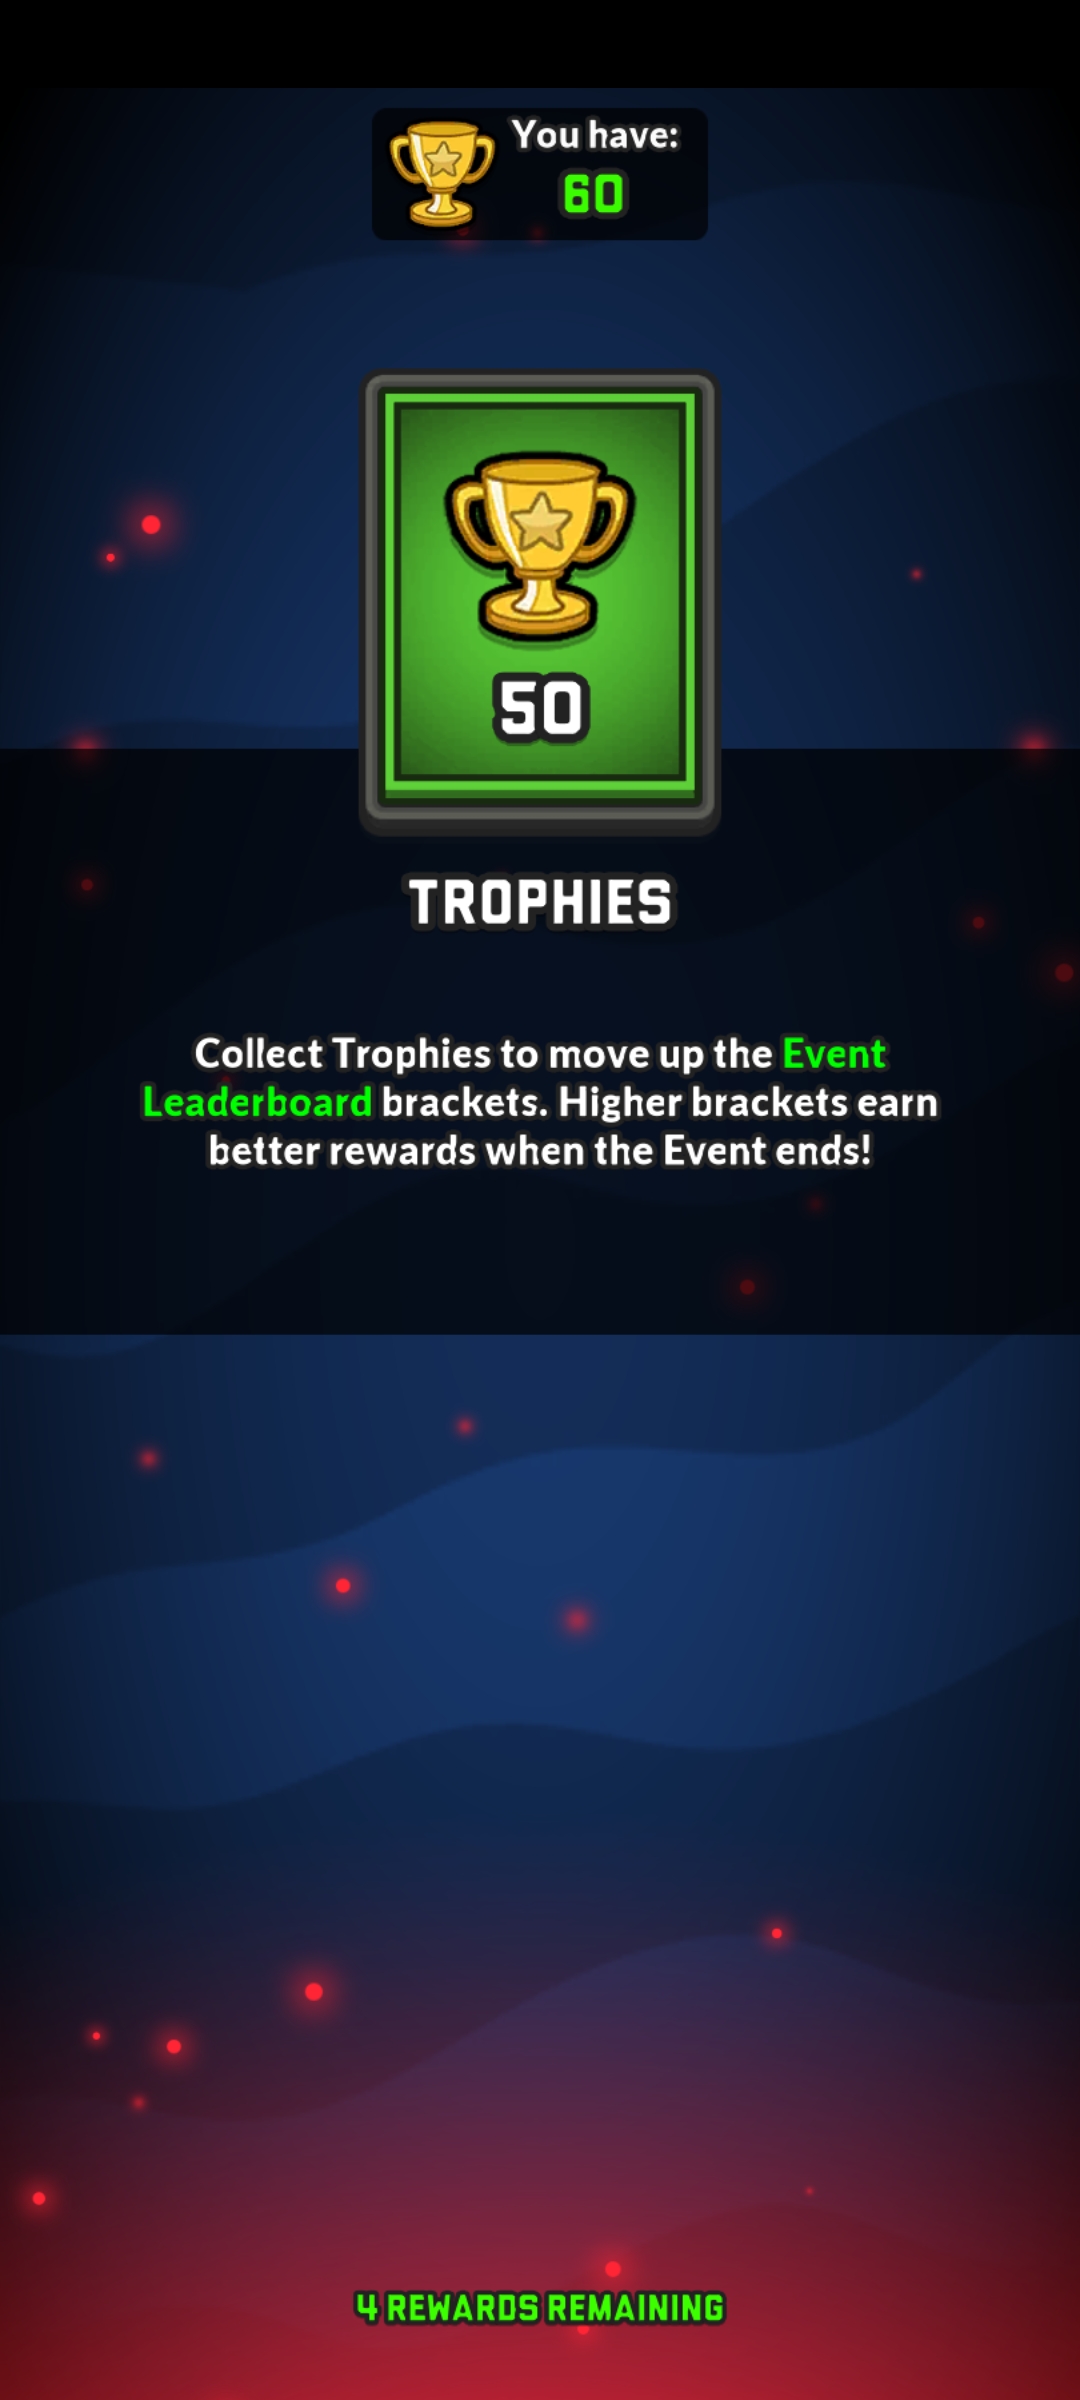 You have:
60
50
TROPHIES
Collect Trophies to move up the Event
Leaderboard brackets. Higher brackets earn
better rewards when the Event ends!
4 REWARDS REMAINING